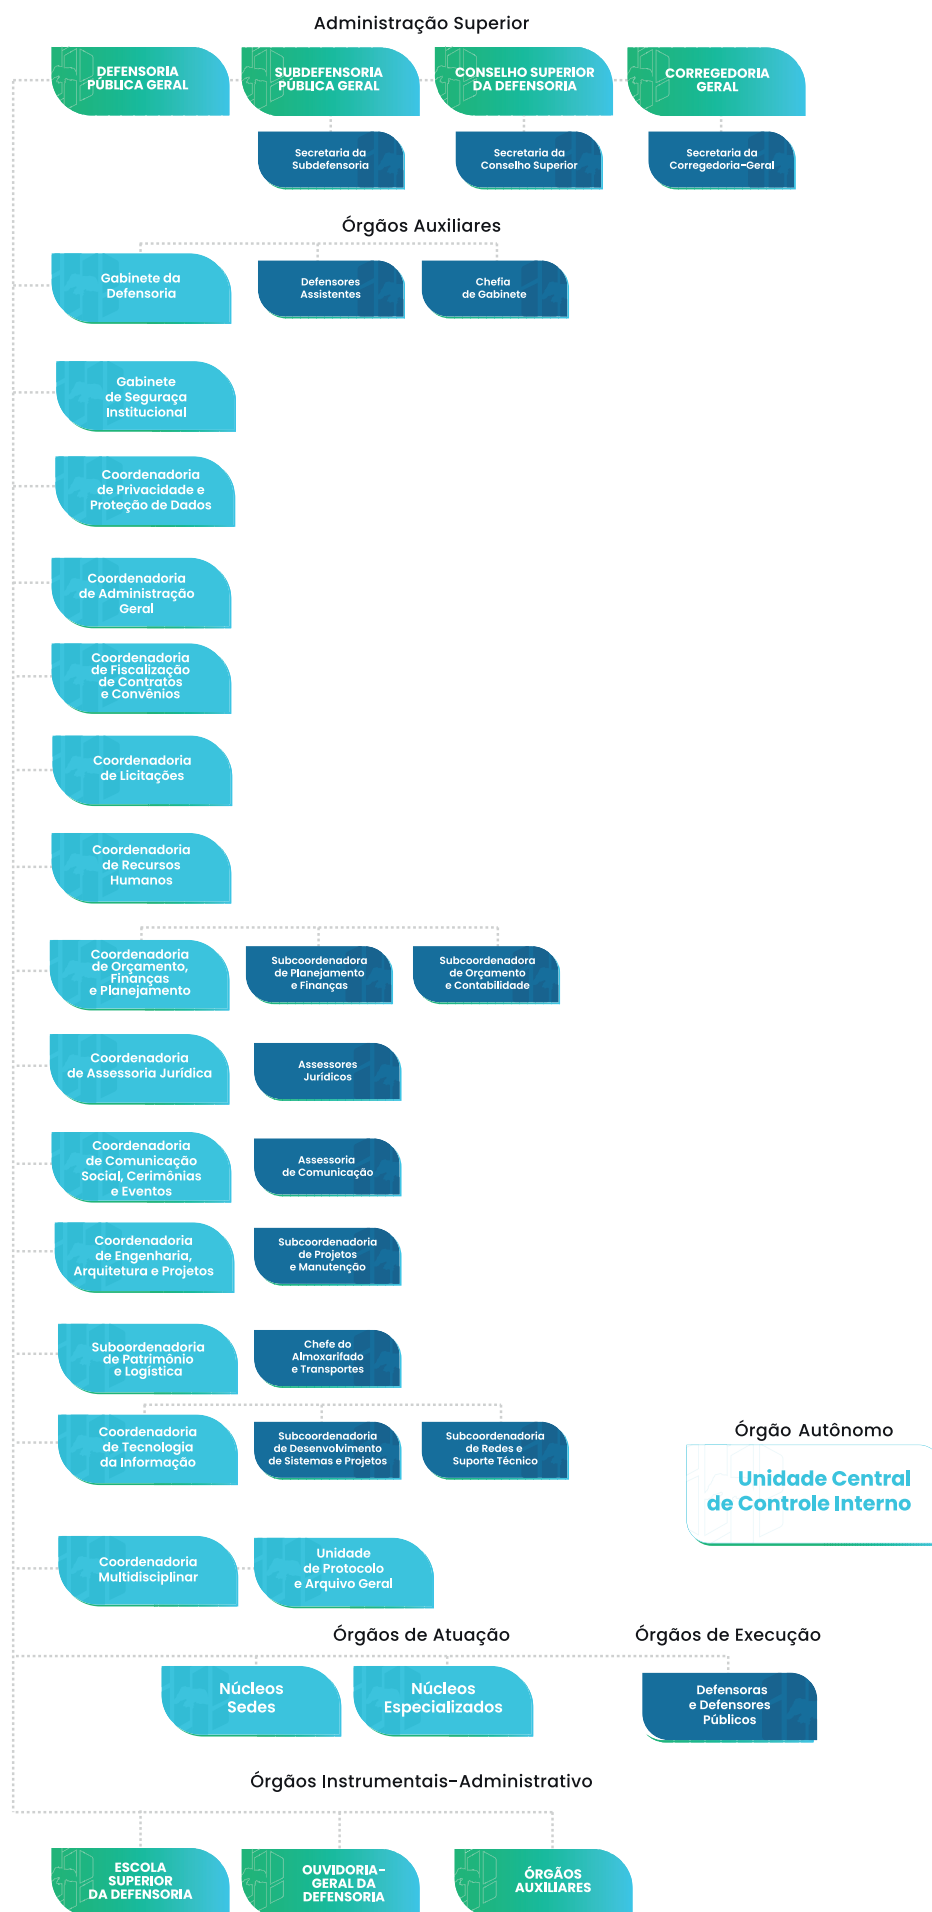 Administração Superior
DEFENSORIA
PÚBLICA GERAL
SUBDEFENSORIA
PÚBLICA GERAL
CONSELHO SUPERIOR
DA DEFENSORIA
CORREGEDORIA
GERAL
Secretaria da
Subdefensoria
Secretaria da
Conselho Superior
Secretaria da
Corregedoria-Geral
Órgãos Auxiliares
Gabinete da
Defensoria
Defensores
Assistentes
Chefia
de Gabinete
Gabinete
de Seguraça
Institucional
Coordenadoria
de Privacidade e
Proteção de Dados
Coordenadoria
de Administração
Geral
Coordenadoria
de Fiscalização
de Contratos
e Convênios
Coordenadoria
de Licitações
Coordenadoria
de Recursos
Humanos
Coordenadoria
de Orçamento,
Finanças
e Planejamento
Subcoordenadora
de Planejamento
e Finanças
Subcoordenadora
de Orçamento
e Contabilidade
Coordenadoria
de Assessoria Jurídica
Assessores
Jurídicos
Coordenadoria
de Comunicação
Social, Cerimônias
e Eventos
Assessoria
de Comunicação
Coordenadoria
de Engenharia,
Arquitetura e Projetos
Subcoordenadoria
de Projetos
e Manutenção
Suboordenadoria
de Patrimônio
e Logística
Chefe do
Almoxarifado
e Transportes
Coordenadoria
de Tecnologia
da Informação
Subcoordenadoria
de Desenvolvimento
de Sistemas e Projetos
Subcoordenadoria
de Redes e
Suporte Técnico
Órgão Autônomo
Unidade Central
de Controle Interno
Coordenadoria
Multidisciplinar
Unidade
de Protocolo
e Arquivo Geral
Órgãos de Atuação
Órgãos de Execução
Núcleos
Sedes
Núcleos
Especializados
Defensoras
e Defensores
Públicos
Órgãos Instrumentais-Administrativo
ESCOLA
SUPERIOR
DA DEFENSORIA
OUVIDORIA-
GERAL DA
DEFENSORIA
ÓRGÃOS
AUXILIARES